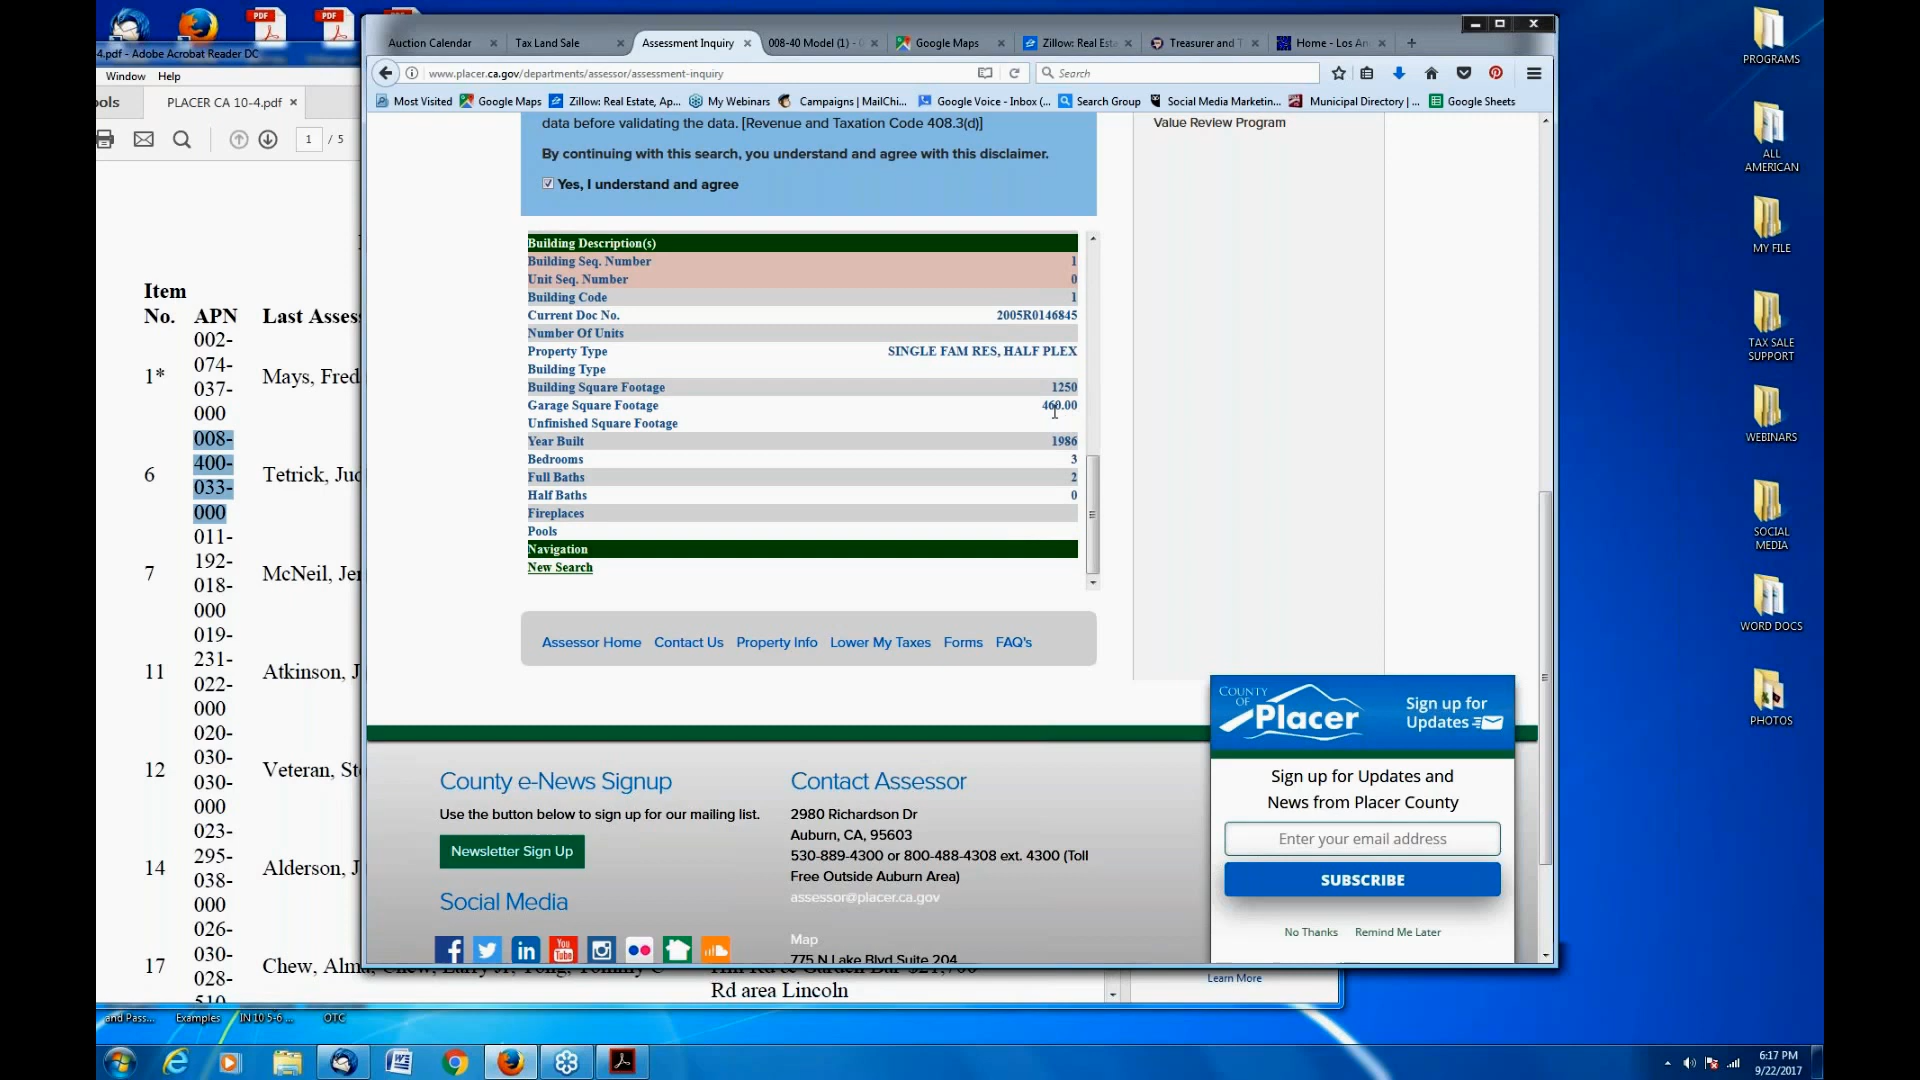 4.pdf - Adobe Acrobat Reader DC
Window Help
ools
PLACER CA 10-4.pdf ×
1 / 5
Item
No. APN Last Asses
002-
074-
1* Mays, Fred
037-
000
008-
400-
6 Tetrick, Jud
033-
000
011-
192-
7 McNeil, Jer
018-
000
019-
231-
11 Atkinson, J
022-
000
020-
030-
12 Veteran, Ste
030-
000
023-
295-
14 Alderson, J
038-
000
026-
030-
17 Chew, Alma,
028-
510-
Rd area Lincoln
Auction Calendar
Tax Land Sale
Assessment Inquiry
008-40 Model (1) -
Google Maps
Zillow: Real Est
Treasurer and T
Home - Los An
www.placer.ca.gov/departments/assessor/assessment-inquiry
Search
Most Visited
Google Maps
Zillow: Real Estate, Ap...
My Webinars
Campaigns | MailChi...
Google Voice - Inbox (...
Search Group
Social Media Marketin...
Municipal Directory | ...
Google Sheets
data before validating the data. [Revenue and Taxation Code 408.3(d)]
By continuing with this search, you understand and agree with this disclaimer.
Yes, I understand and agree
Value Review Program
Building Description(s)
Building Seq. Number 1
Unit Seq. Number 0
Building Code 1
Current Doc No. 2005R0146845
Number Of Units
Property Type SINGLE FAM RES, HALF PLEX
Building Type
Building Square Footage 1250
Garage Square Footage 460.00
Unfinished Square Footage
Year Built 1986
Bedrooms 3
Full Baths 2
Half Baths 0
Fireplaces
Pools
Navigation
New Search
Assessor Home Contact Us Property Info Lower My Taxes Forms FAQ's
County e-News Signup
Use the button below to sign up for our mailing list.
Newsletter Sign Up
Social Media
Contact Assessor
2980 Richardson Dr
Auburn, CA, 95603
530-889-4300 or 800-488-4308 ext. 4300 (Toll
Free Outside Auburn Area)
assessor@placer.ca.gov
Map
775 N Lake Blvd Suite 204
COUNTY
OF
Placer
Sign up for
Updates
Sign up for Updates and
News from Placer County
Enter your email address
SUBSCRIBE
No Thanks Remind Me Later
Learn More
PROGRAMS
ALL
AMERICAN
MY FILE
TAX SALE
SUPPORT
WEBINARS
SOCIAL
MEDIA
WORD DOCS
PHOTOS
and Pass...
Examples
IN 10 5-6 ...
OTC
6:17 PM
9/22/2017